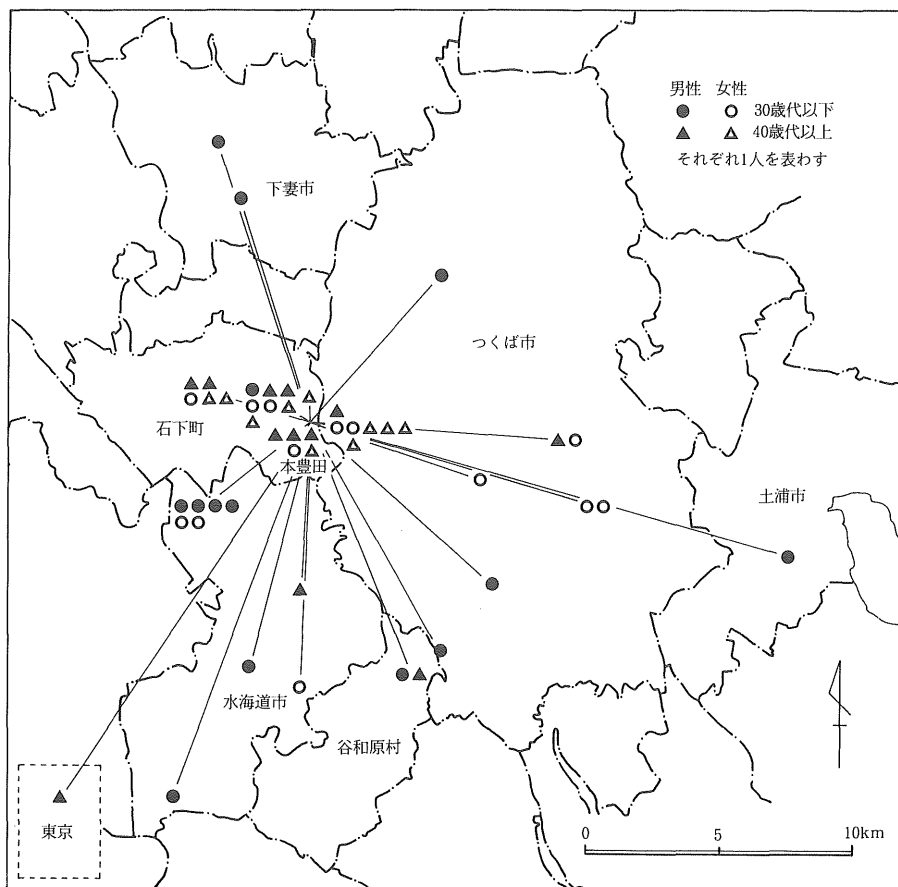 男性 女性
30歳代以下
40歳代以上
それぞれ1人を表わす
下妻市
つくば市
石下町
本豊田
土浦市
水海道市
谷和原村
東京
0 5 10km